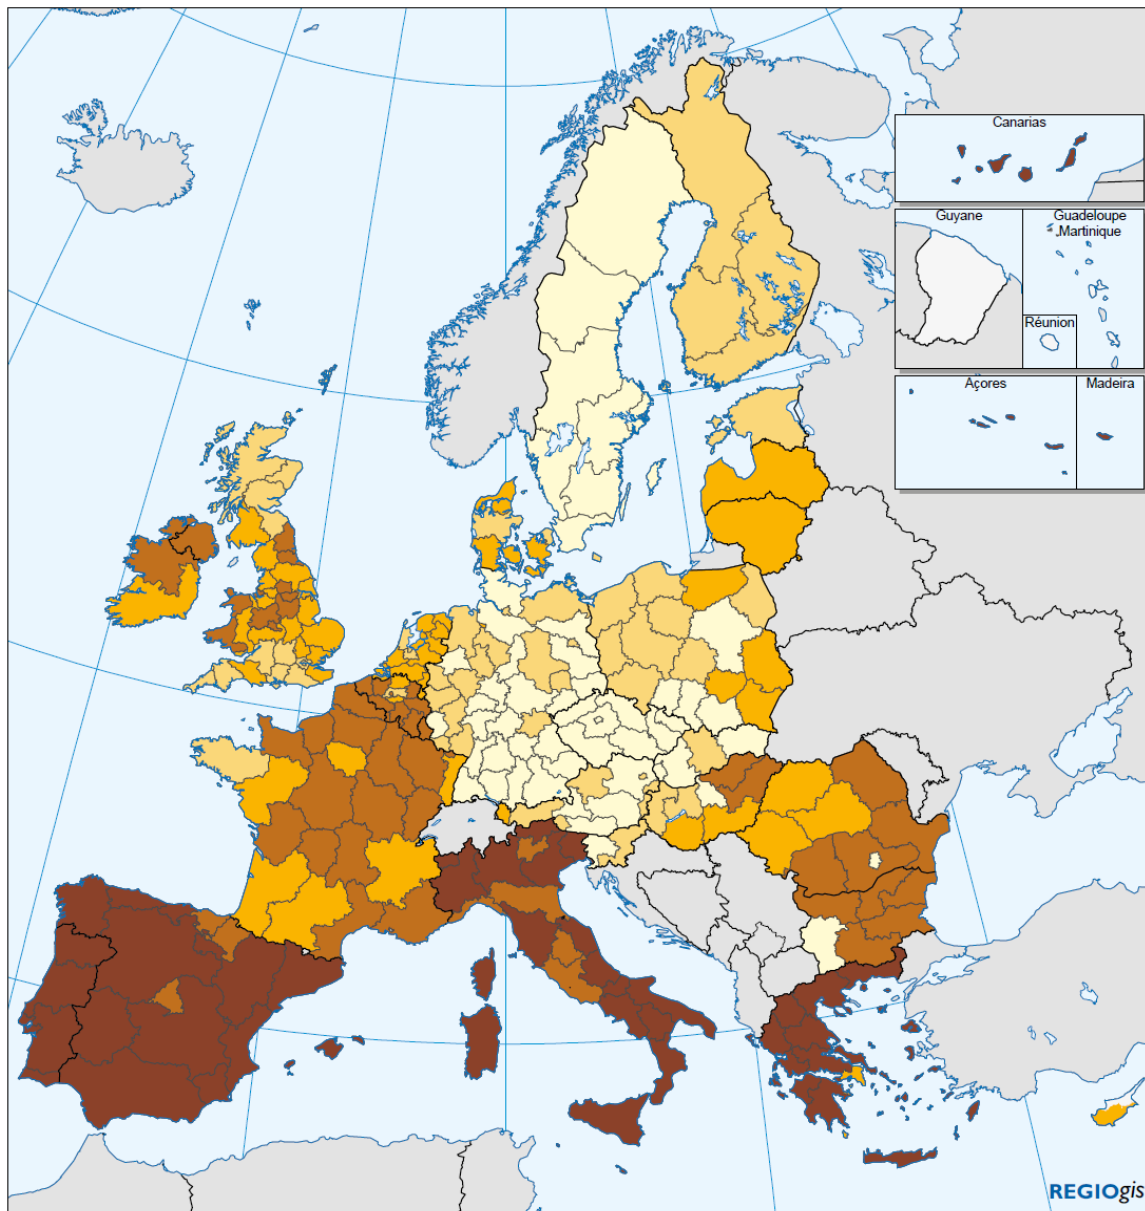 Canarias
Guyane
Guadeloupe
Martinique
Réunion
Açores
Madeira
REGIOgis